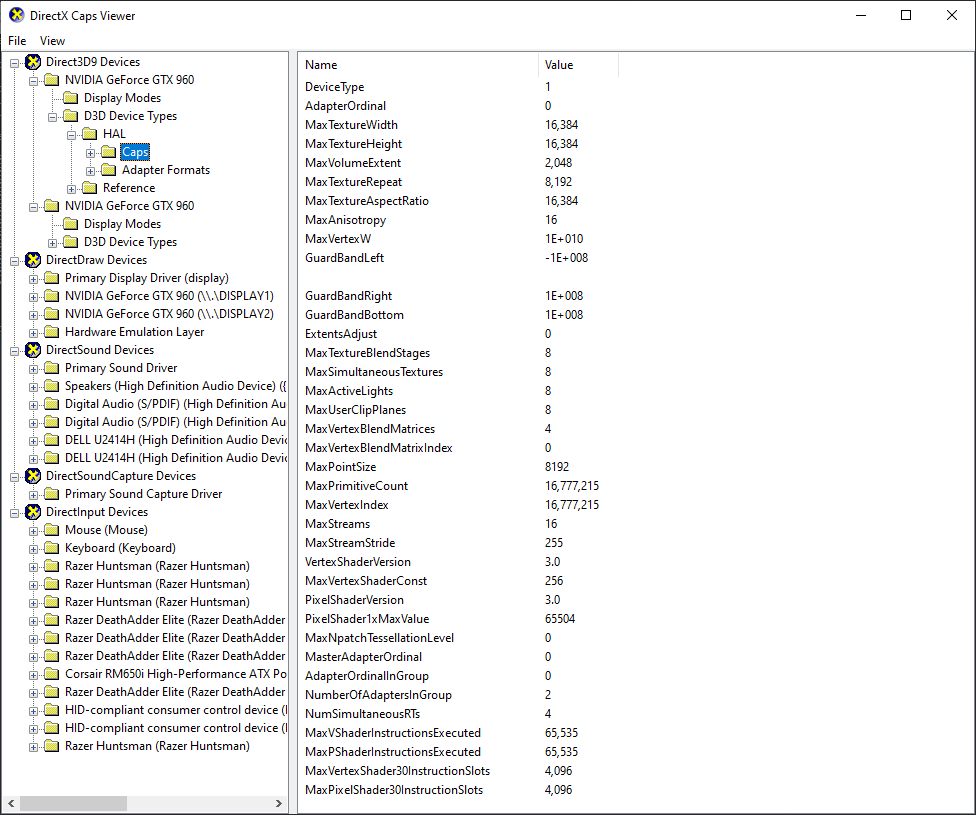 DirectX Caps Viewer
File View
Direct3D9 Devices
NVIDIA GeForce GTX 960
Display Modes
D3D Device Types
HAL
Caps
Adapter Formats
Reference
NVIDIA GeForce GTX 960
Display Modes
D3D Device Types
DirectDraw Devices
Primary Display Driver (display)
NVIDIA GeForce GTX 960 (\\.\DISPLAY1)
NVIDIA GeForce GTX 960 (\\.\DISPLAY2)
Hardware Emulation Layer
DirectSound Devices
Primary Sound Driver
Speakers (High Definition Audio Device) ({
Digital Audio (S/PDIF) (High Definition Au
Digital Audio (S/PDIF) (High Definition Au
DELL U2414H (High Definition Audio Devic
DELL U2414H (High Definition Audio Devic
DirectSoundCapture Devices
Primary Sound Capture Driver
DirectInput Devices
Mouse (Mouse)
Keyboard (Keyboard)
Razer Huntsman (Razer Huntsman)
Razer Huntsman (Razer Huntsman)
Razer Huntsman (Razer Huntsman)
Razer DeathAdder Elite (Razer DeathAdder
Razer DeathAdder Elite (Razer DeathAdder
Razer DeathAdder Elite (Razer DeathAdder
Corsair RM650i High-Performance ATX Po
Razer DeathAdder Elite (Razer DeathAdder
HID-compliant consumer control device (I
HID-compliant consumer control device (I
Razer Huntsman (Razer Huntsman)
Name Value
DeviceType 1
AdapterOrdinal 0
MaxTextureWidth 16,384
MaxTextureHeight 16,384
MaxVolumeExtent 2,048
MaxTextureRepeat 8,192
MaxTextureAspectRatio 16,384
MaxAnisotropy 16
MaxVertexW 1E+010
GuardBandLeft -1E+008
GuardBandRight 1E+008
GuardBandBottom 1E+008
ExtentsAdjust 0
MaxTextureBlendStages 8
MaxSimultaneousTextures 8
MaxActiveLights 8
MaxUserClipPlanes 8
MaxVertexBlendMatrices 4
MaxVertexBlendMatrixIndex 0
MaxPointSize 8192
MaxPrimitiveCount 16,777,215
MaxVertexIndex 16,777,215
MaxStreams 16
MaxStreamStride 255
VertexShaderVersion 3.0
MaxVertexShaderConst 256
PixelShaderVersion 3.0
PixelShader1xMaxValue 65504
MaxNpatchTessellationLevel 0
MasterAdapterOrdinal 0
AdapterOrdinalInGroup 0
NumberOfAdaptersInGroup 2
NumSimultaneousRTs 4
MaxVShaderInstructionsExecuted 65,535
MaxPShaderInstructionsExecuted 65,535
MaxVertexShader30InstructionSlots 4,096
MaxPixelShader30InstructionSlots 4,096